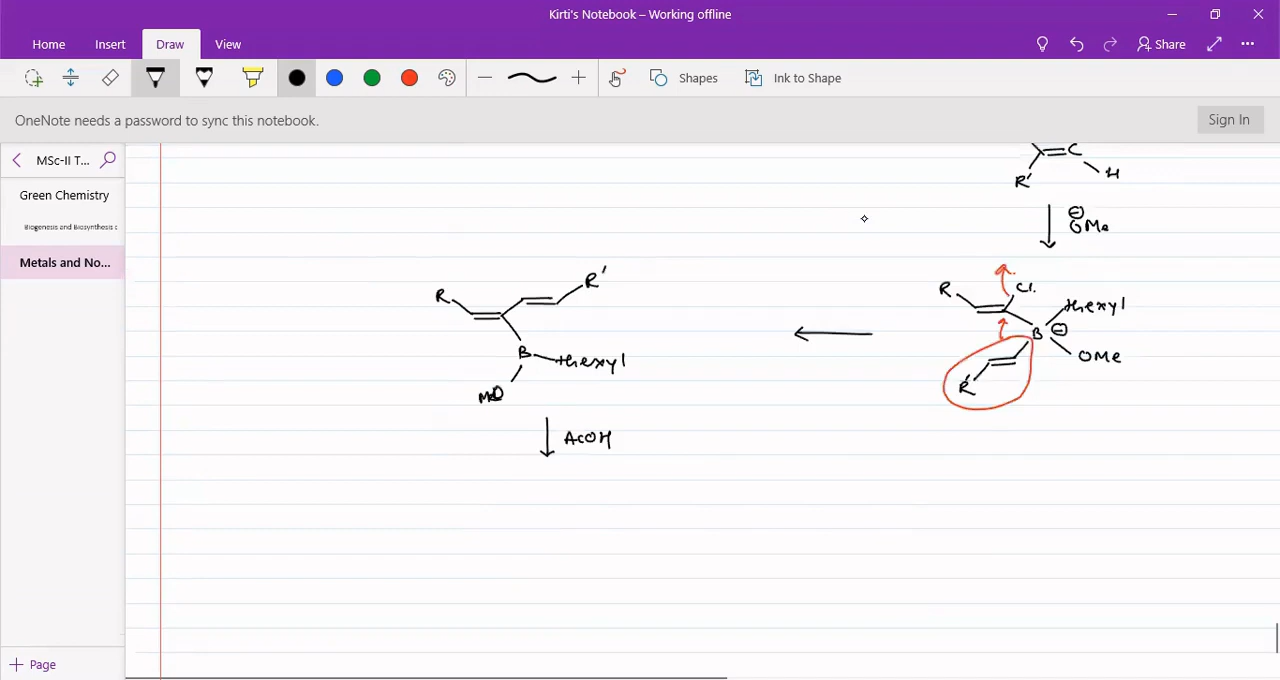 Kirti's Notebook – Working offline
Home Insert Draw View
Share
Shapes Ink to Shape
OneNote needs a password to sync this notebook.
Sign In
MSc-II T...
Green Chemistry
Biogenesis and Biosynthesis c
Metals and No...
C
R'
H
⊖
OMe
R
Cl.
thexyl
B ⊖
OMe
R'
R
R'
B
thexyl
MeO
AcOH
+ Page